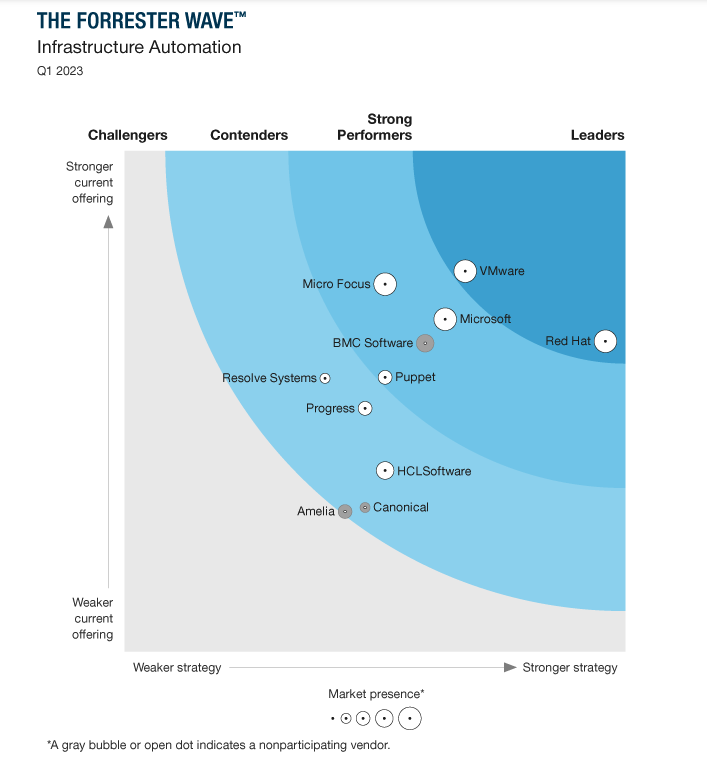 THE FORRESTER WAVE™
Infrastructure Automation
Q1 2023
Challengers
Contenders
Strong
Performers
Leaders
Stronger
current
offering
VMware
Micro Focus
Microsoft
BMC Software
Red Hat
Resolve Systems
Puppet
Progress
HCLSoftware
Amelia
Canonical
Weaker
current
offering
Weaker strategy
Stronger strategy
Market presence*
*A gray bubble or open dot indicates a nonparticipating vendor.